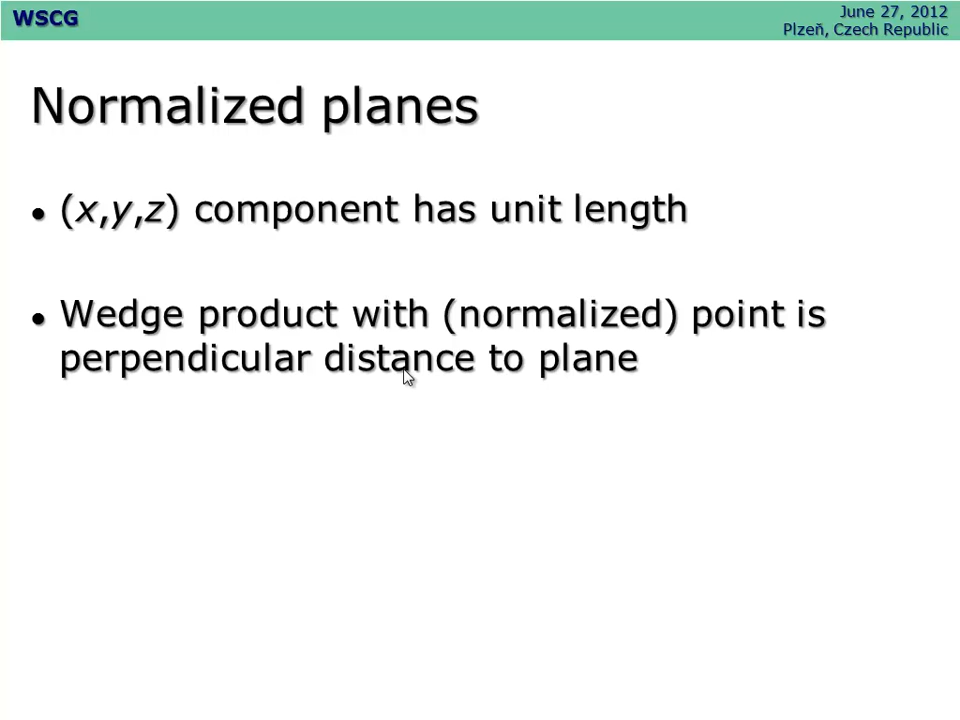 WSCG
June 27, 2012
Plzeň, Czech Republic
Normalized planes
• (x,y,z) component has unit length
• Wedge product with (normalized) point is
perpendicular distance to plane